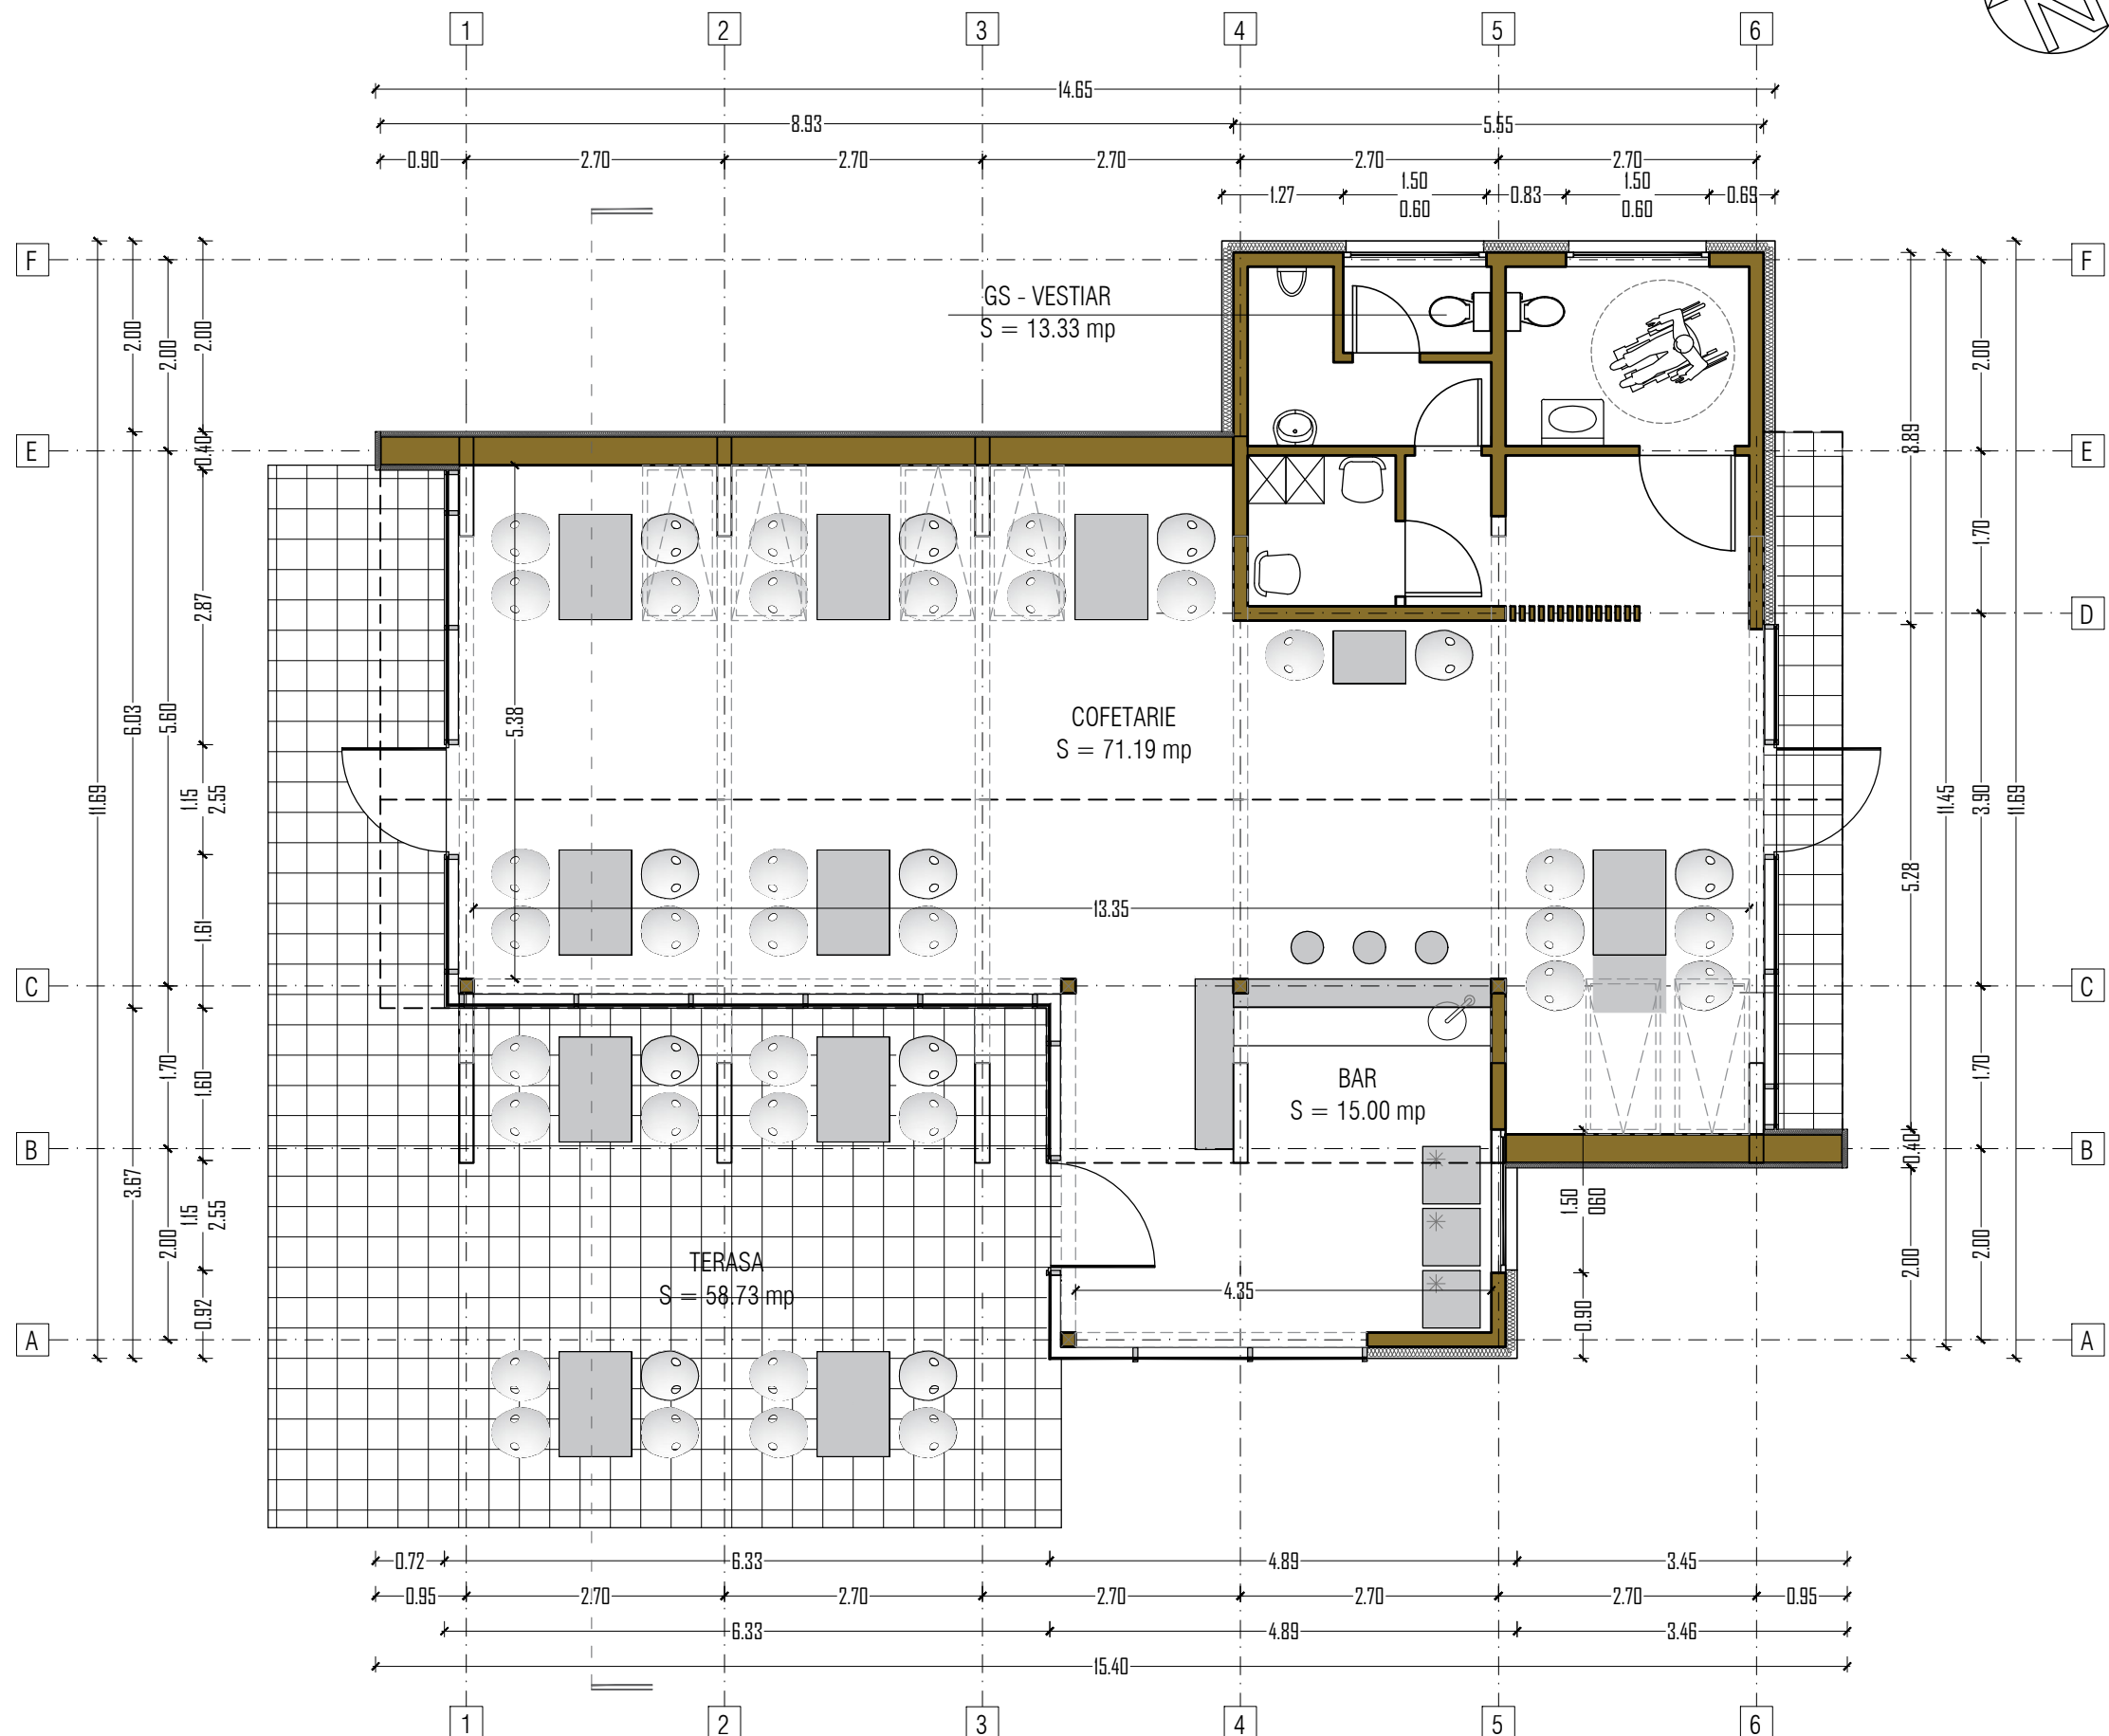 1 2 3 4 5 6
N
14.65
8.93 5.55
0.90 2.70 2.70 2.70 2.70 2.70
1.27 1.50 0.83 1.50 0.69
0.60 0.60
F F
E E
D
C C
B B
A A
GS - VESTIAR
S = 13.33 mp
COFETARIE
S = 71.19 mp
BAR
S = 15.00 mp
TERASA
S = 58.73 mp
5.38
13.35
4.35
11.69
2.00
6.03
3.67
2.00
5.60
1.70
2.00
2.00
0.40
2.87
1.15
2.55
1.61
1.60
1.15
2.55
0.92
1.50
0.60
0.90
3.89
5.28
0.40
2.00
11.45
2.00
1.70
3.90
1.70
2.00
11.69
0.72 6.33 4.89 3.45
0.95 2.70 2.70 2.70 2.70 2.70 0.95
6.33 4.89 3.46
15.40
1 2 3 4 5 6